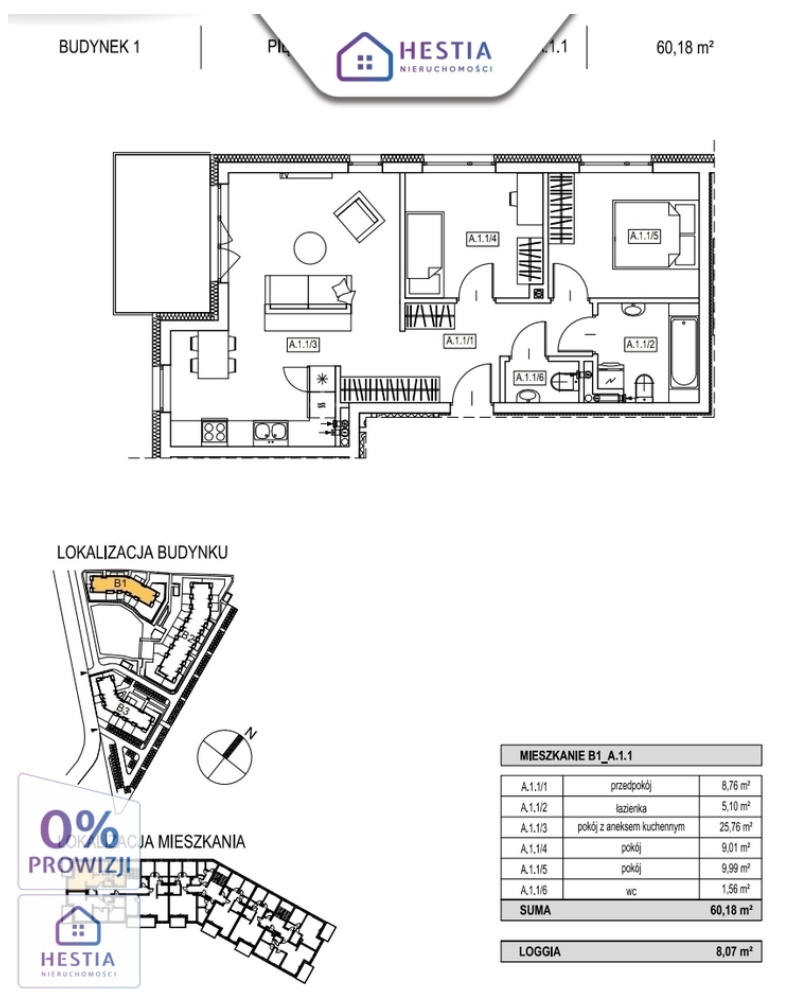 BUDYNEK 1
HESTIA
NIERUCHOMOŚCI
60,18 m²
A.1.1/4
A.1.1/5
A.1.1/3
A.1.1/1
A.1.1/2
A.1.1/6
LOKALIZACJA BUDYNKU
B1
B2
B3
N
MIESZKANIE B1_A.1.1
A.1.1/1 przedpokój 8,76 m²
A.1.1/2 łazienka 5,10 m²
A.1.1/3 pokój z aneksem kuchennym 25,76 m²
A.1.1/4 pokój 9,01 m²
A.1.1/5 pokój 9,99 m²
A.1.1/6 wc 1,56 m²
SUMA 60,18 m²
LOGGIA 8,07 m²
0%
PROWIZJI
LOKALIZACJA MIESZKANIA
HESTIA
NIERUCHOMOŚCI